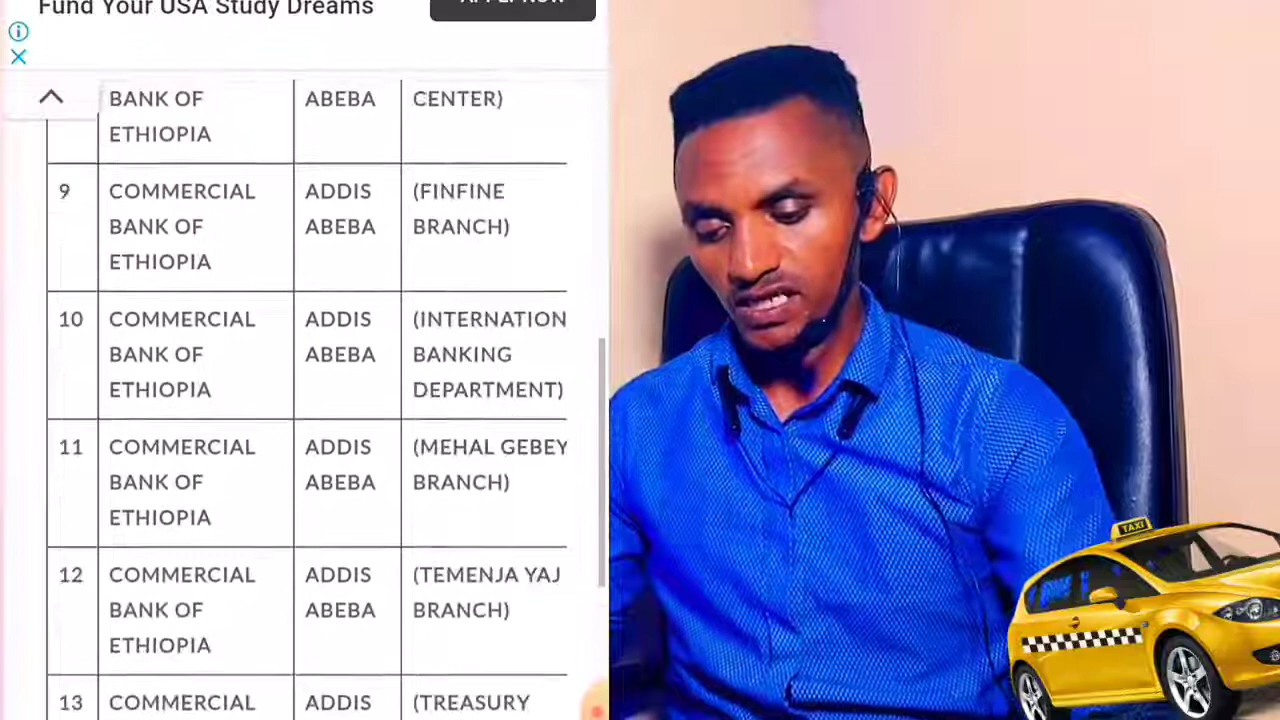 Fund Your USA Study Dreams
APPLY NOW
BANK OF ETHIOPIA ABEBA CENTER)
9 COMMERCIAL BANK OF ETHIOPIA ADDIS ABEBA (FINFINE BRANCH)
10 COMMERCIAL BANK OF ETHIOPIA ADDIS ABEBA (INTERNATION BANKING DEPARTMENT)
11 COMMERCIAL BANK OF ETHIOPIA ADDIS ABEBA (MEHAL GEBEY BRANCH)
12 COMMERCIAL BANK OF ETHIOPIA ADDIS ABEBA (TEMENJA YAJ BRANCH)
13 COMMERCIAL ADDIS (TREASURY
TAXI